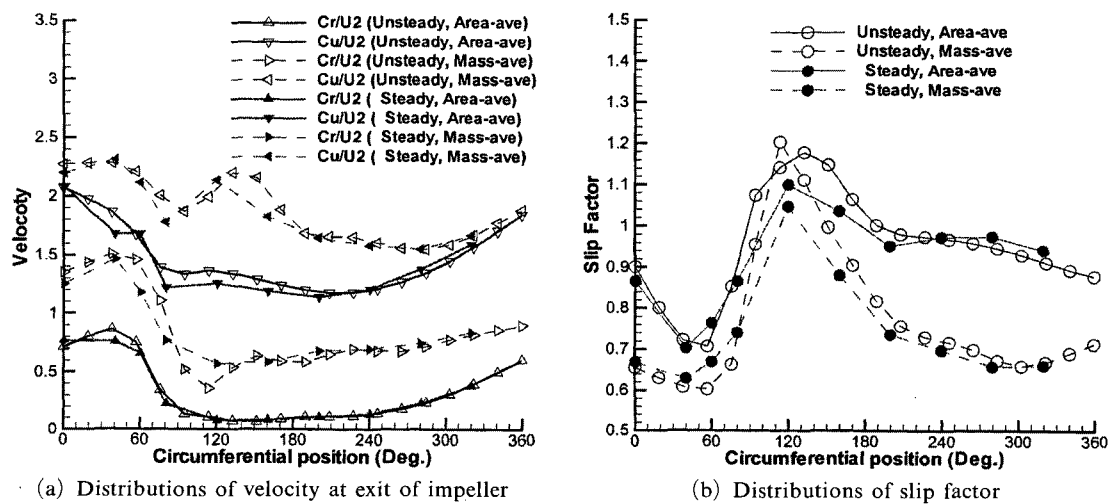 3.5
3
2.5
2
1.5
1
0.5
0
Velocoty
Cr/U2 (Unsteady, Area-ave)
Cu/U2 (Unsteady, Area-ave)
Cr/U2 (Unsteady, Mass-ave)
Cu/U2 (Unsteady, Mass-ave)
Cr/U2 ( Steady, Area-ave)
Cu/U2 ( Steady, Area-ave)
Cr/U2 ( Steady, Mass-ave)
Cu/U2 ( Steady, Mass-ave)
0 60 120 180 240 300 360
Circumferential position (Deg.)
(a) Distributions of velocity at exit of impeller
1.5
1.4
1.3
1.2
1.1
1
0.9
0.8
0.7
0.6
0.5
Slip Factor
Unsteady, Area-ave
Unsteady, Mass-ave
Steady, Area-ave
Steady, Mass-ave
0 60 120 180 240 300 360
Circumferential position (Deg.)
(b) Distributions of slip factor